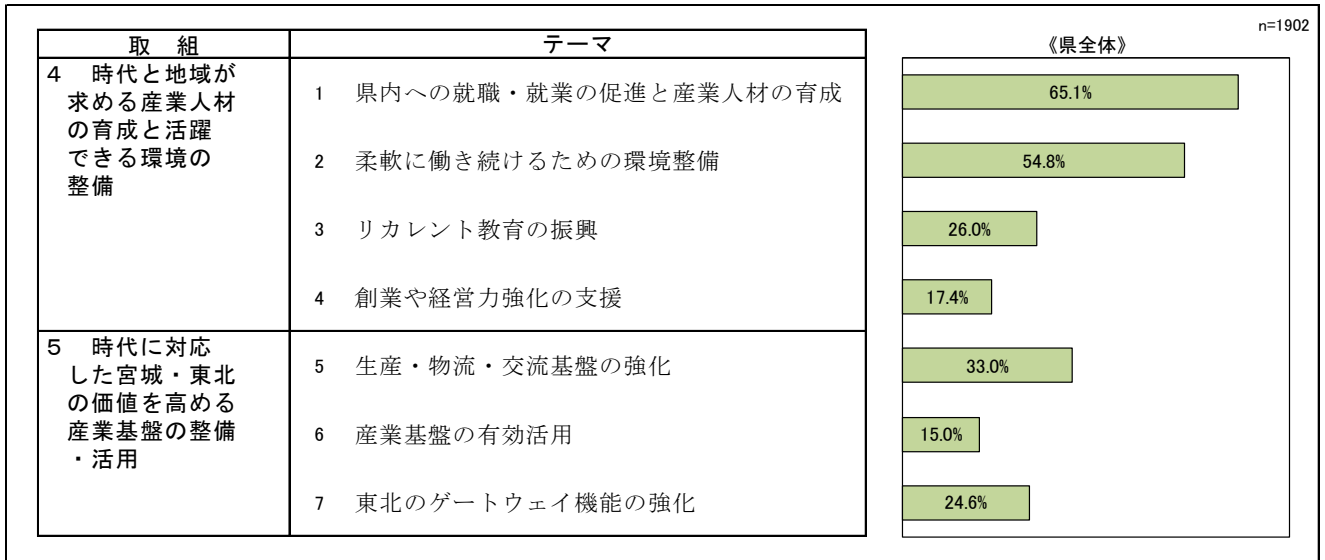 n=1902
取　組
テーマ
《県全体》
４　時代と地域が
求める産業人材
の育成と活躍
できる環境の
整備
1　県内への就職・就業の促進と産業人材の育成
65.1%
2　柔軟に働き続けるための環境整備
54.8%
3　リカレント教育の振興
26.0%
4　創業や経営力強化の支援
17.4%
５　時代に対応
した宮城・東北
の価値を高める
産業基盤の整備
・活用
5　生産・物流・交流基盤の強化
33.0%
6　産業基盤の有効活用
15.0%
7　東北のゲートウェイ機能の強化
24.6%